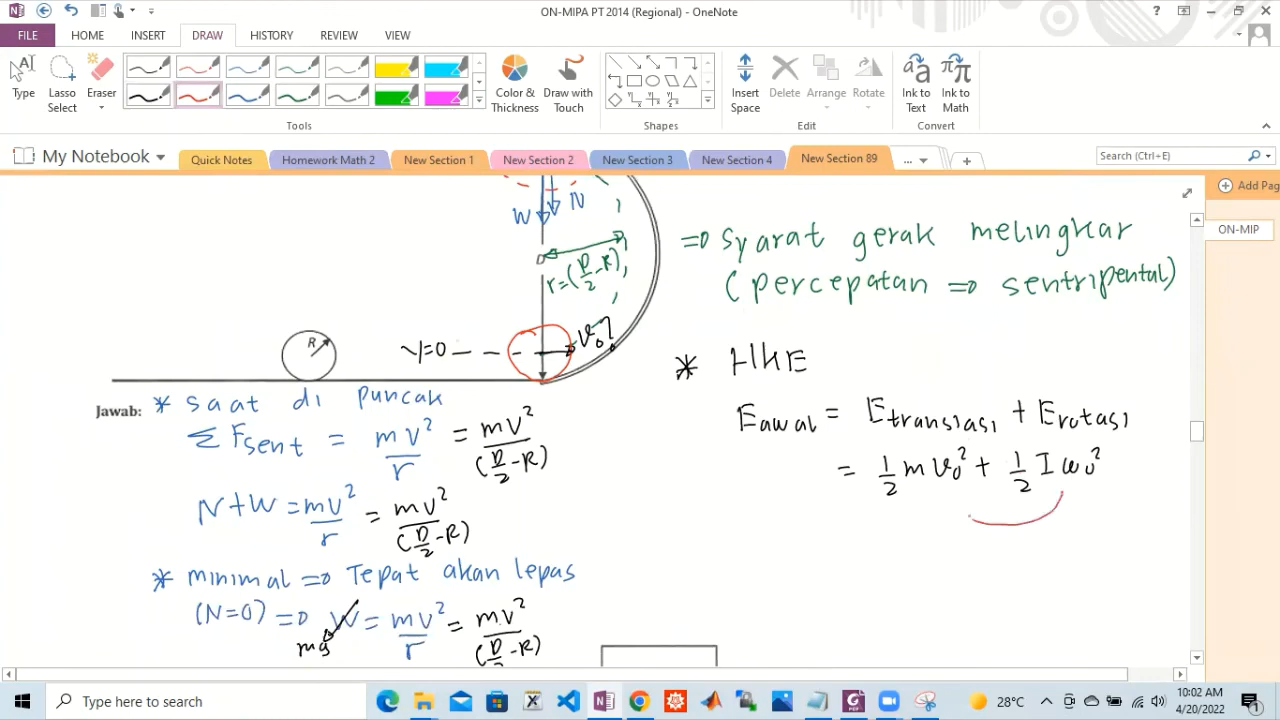 ON-MIPA PT 2014 (Regional) - OneNote
FILE HOME INSERT DRAW HISTORY REVIEW VIEW
Type
Lasso Select
Eraser
Color & Thickness
Draw with Touch
Insert Space
Delete
Arrange
Rotate
Ink to Text
Ink to Math
Tools
Shapes
Edit
Convert
My Notebook
Quick Notes
Homework Math 2
New Section 1
New Section 2
New Section 3
New Section 4
New Section 89
...
Search (Ctrl+E)
Add Pag
ON-MIP
W N
D
r=(D/2-R)
R
y=0
v₀?
⇒ syarat gerak melingkar
(percepatan ⇒ sentripental)
Jawab:
* saat di puncak
ΣFsent = mv²/r = mv²/(D/2-R)
N+W = mv²/r = mv²/(D/2-R)
* minimal ⇒ Tepat akan lepas
(N=0) ⇒ W = mv²/r = mv²/(D/2-R)
mg
* HKE
Eawal = Etranslasi + Erotasi
= 1/2 m v₀² + 1/2 I ω₀²
Type here to search
28°C
10:02 AM
4/20/2022